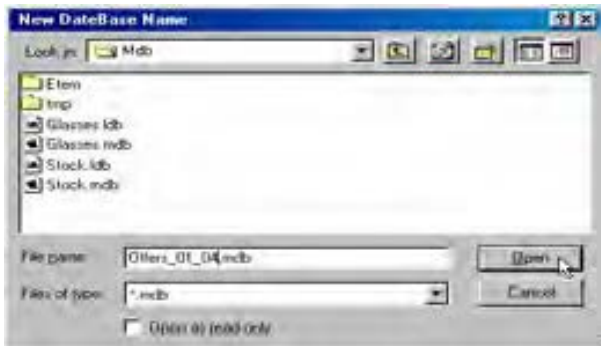 New DateBase Name
Look in: Mdb
Etem
tmp
Glasses.ldb
Glasses.mdb
Stock.ldb
Stock.mdb
File name: Offers_01_04.mdb Open
Files of type: *.mdb Cancel
Open as read-only